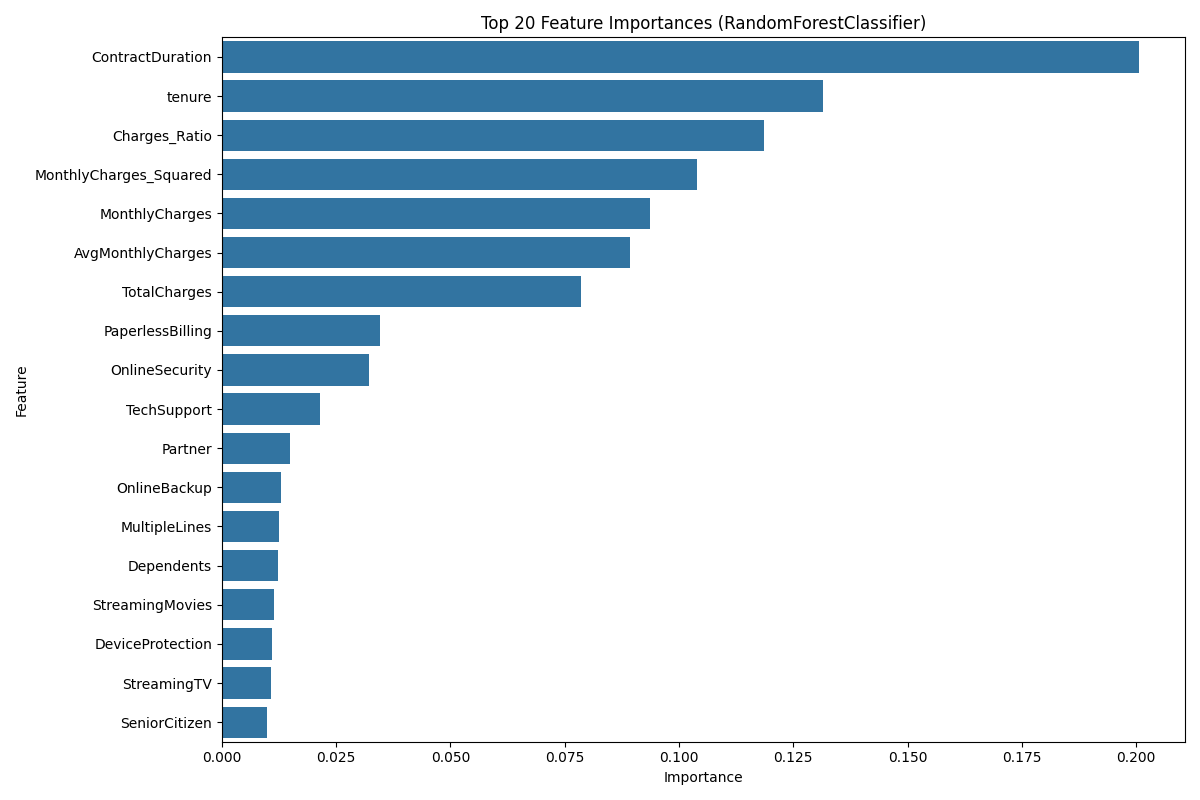 Top 20 Feature Importances (RandomForestClassifier)
ContractDuration
tenure
Charges_Ratio
MonthlyCharges_Squared
MonthlyCharges
AvgMonthlyCharges
TotalCharges
PaperlessBilling
OnlineSecurity
TechSupport
Partner
OnlineBackup
MultipleLines
Dependents
StreamingMovies
DeviceProtection
StreamingTV
SeniorCitizen
Feature
0.000 0.025 0.050 0.075 0.100 0.125 0.150 0.175 0.200
Importance